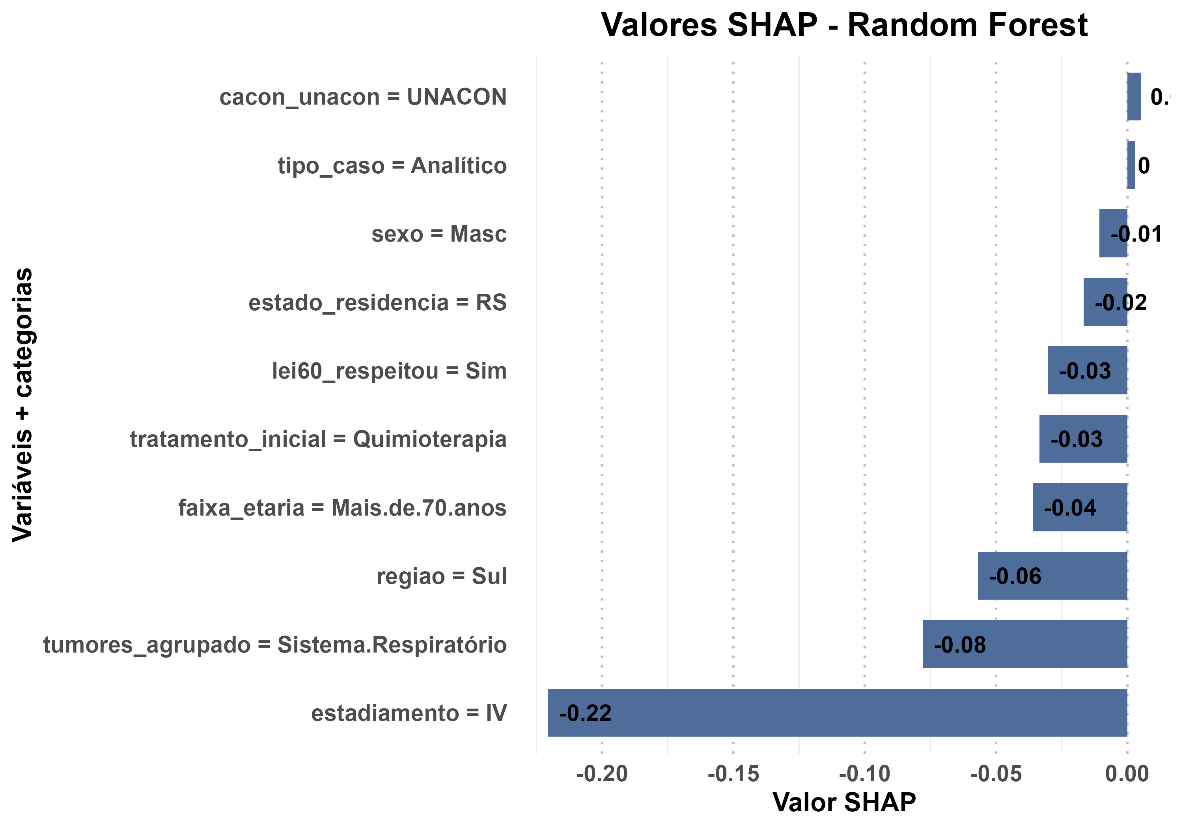 Valores SHAP - Random Forest
Variáveis + categorias
cacon_unacon = UNACON
tipo_caso = Analítico
0
sexo = Masc
-0.01
estado_residencia = RS
-0.02
lei60_respeitou = Sim
-0.03
tratamento_inicial = Quimioterapia
-0.03
faixa_etaria = Mais.de.70.anos
-0.04
regiao = Sul
-0.06
tumores_agrupado = Sistema.Respiratório
-0.08
estadiamento = IV
-0.22
-0.20 -0.15 -0.10 -0.05 0.00
Valor SHAP